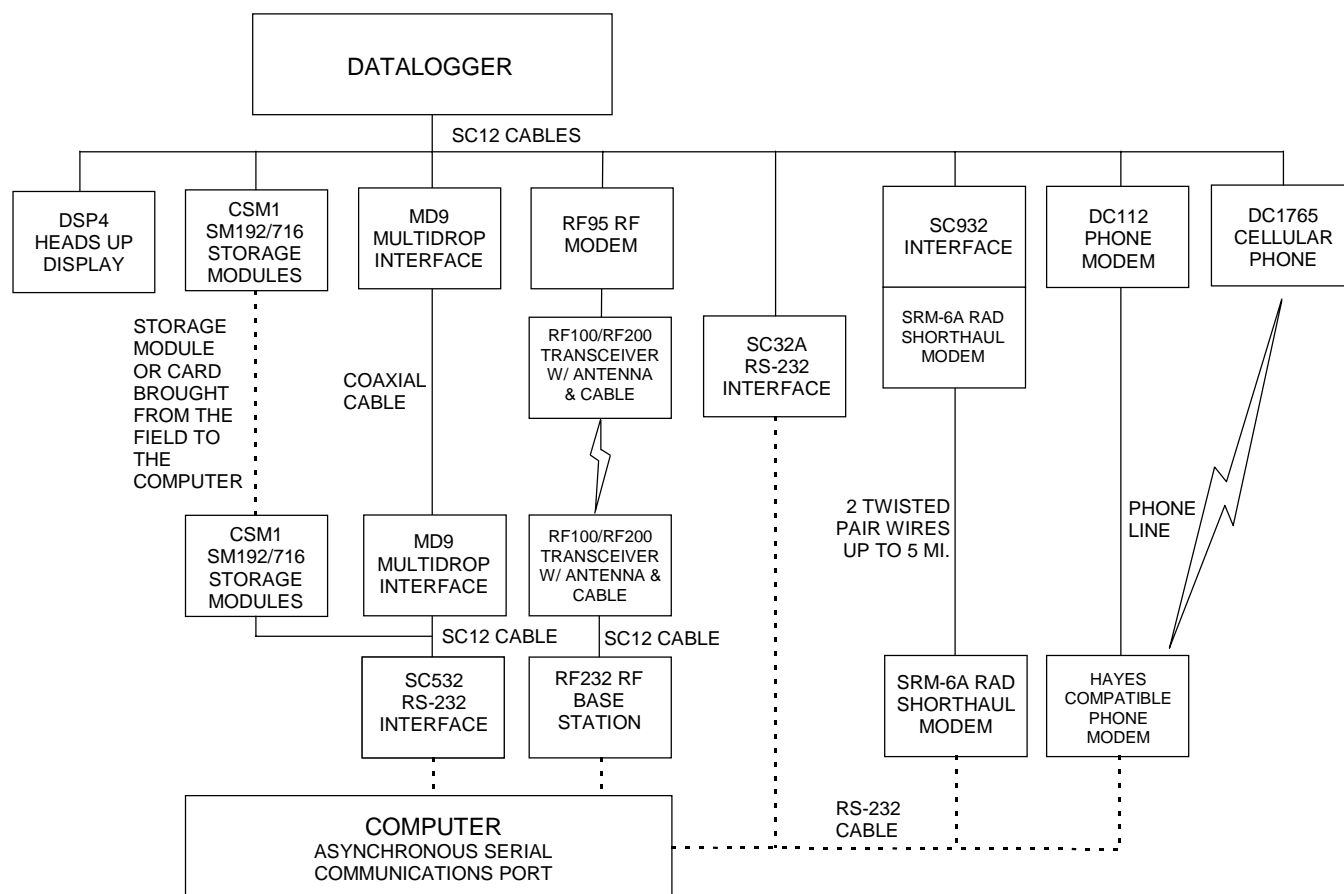 DATALOGGER
SC12 CABLES
DSP4
HEADS UP
DISPLAY
CSM1
SM192/716
STORAGE
MODULES
MD9
MULTIDROP
INTERFACE
RF95 RF
MODEM
SC932
INTERFACE
DC112
PHONE
MODEM
DC1765
CELLULAR
PHONE
STORAGE
MODULE
OR CARD
BROUGHT
FROM THE
FIELD TO
THE
COMPUTER
COAXIAL
CABLE
RF100/RF200
TRANSCEIVER
W/ ANTENNA
& CABLE
SC32A
RS-232
INTERFACE
SRM-6A RAD
SHORTHAUL
MODEM
2 TWISTED
PAIR WIRES
UP TO 5 MI.
PHONE
LINE
CSM1
SM192/716
STORAGE
MODULES
MD9
MULTIDROP
INTERFACE
RF100/RF200
TRANSCEIVER
W/ ANTENNA &
CABLE
SC12 CABLE
SC12 CABLE
SC532
RS-232
INTERFACE
RF232 RF
BASE
STATION
SRM-6A RAD
SHORTHAUL
MODEM
HAYES
COMPATIBLE
PHONE
MODEM
COMPUTER
ASYNCHRONOUS SERIAL
COMMUNICATIONS PORT
RS-232
CABLE